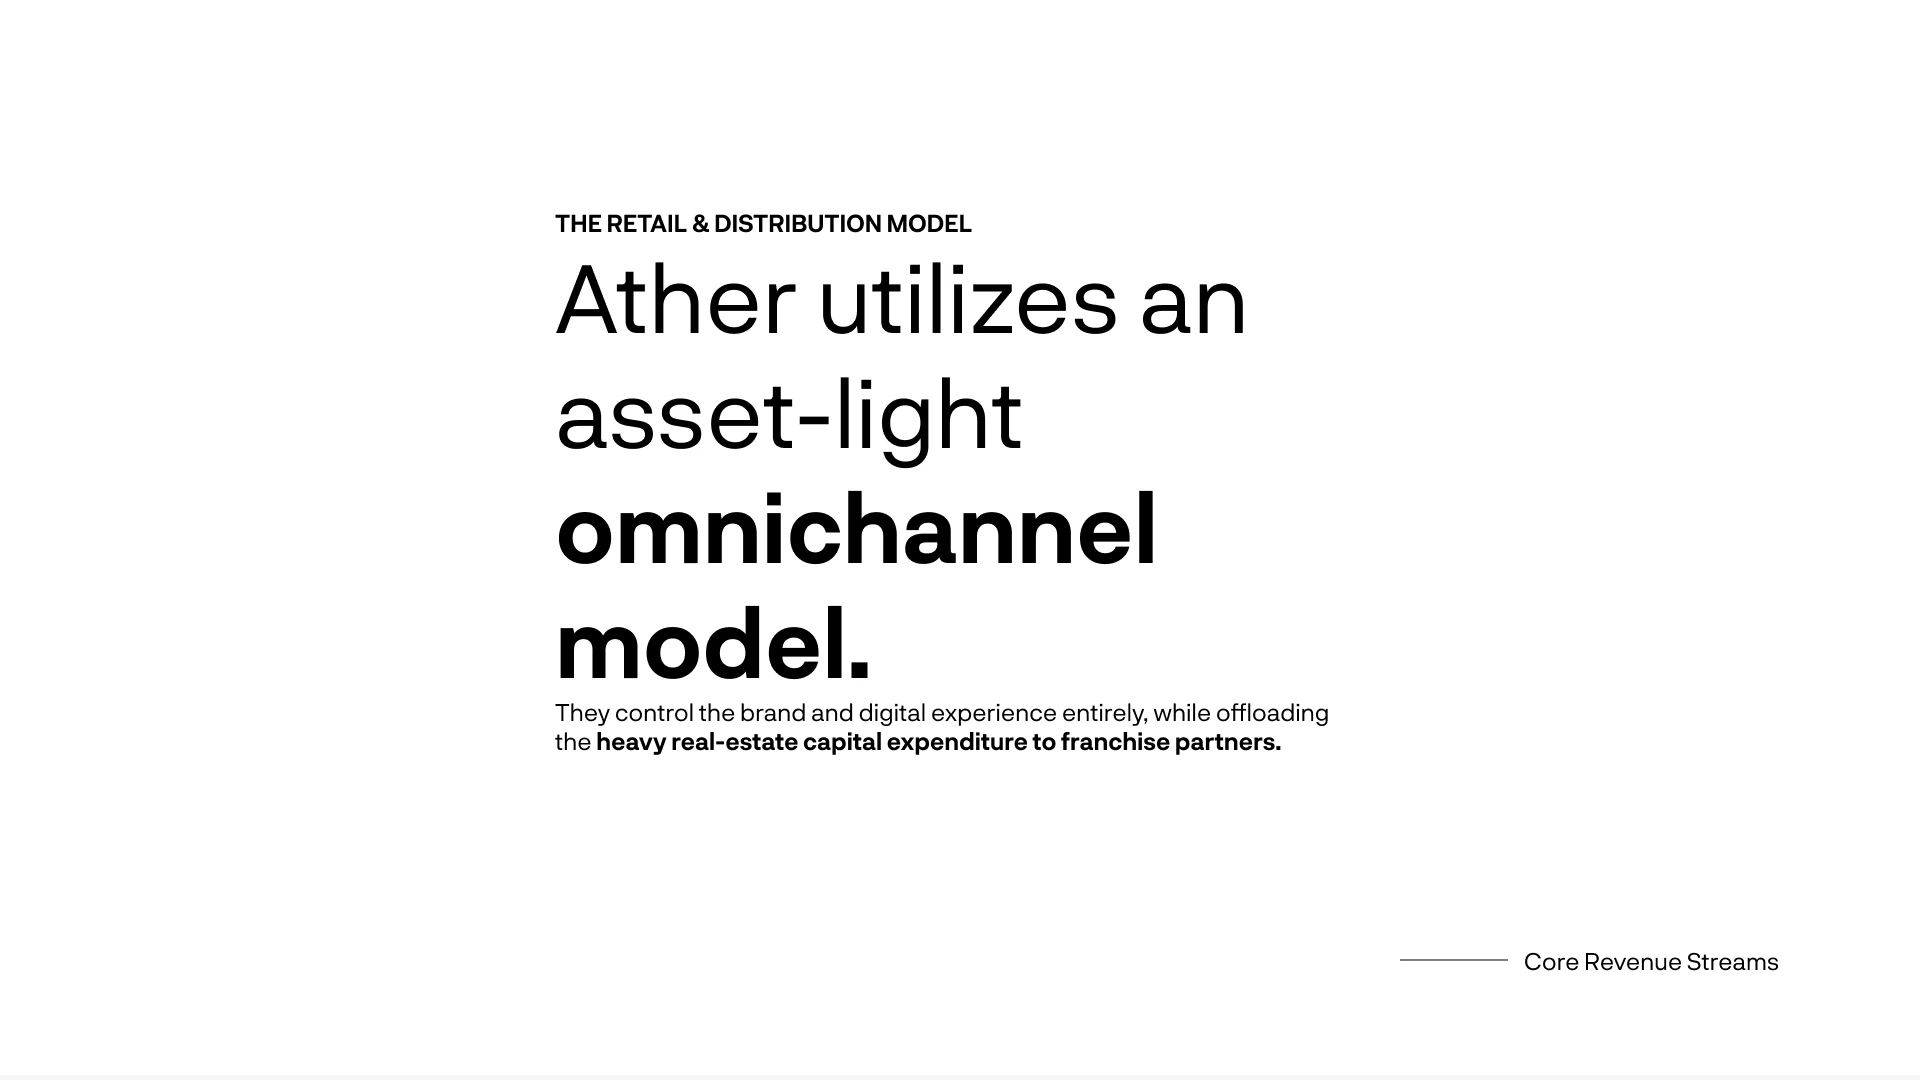 THE RETAIL & DISTRIBUTION MODEL
Ather utilizes an
asset-light
omnichannel
model.
They control the brand and digital experience entirely, while offloading
the heavy real-estate capital expenditure to franchise partners.
Core Revenue Streams